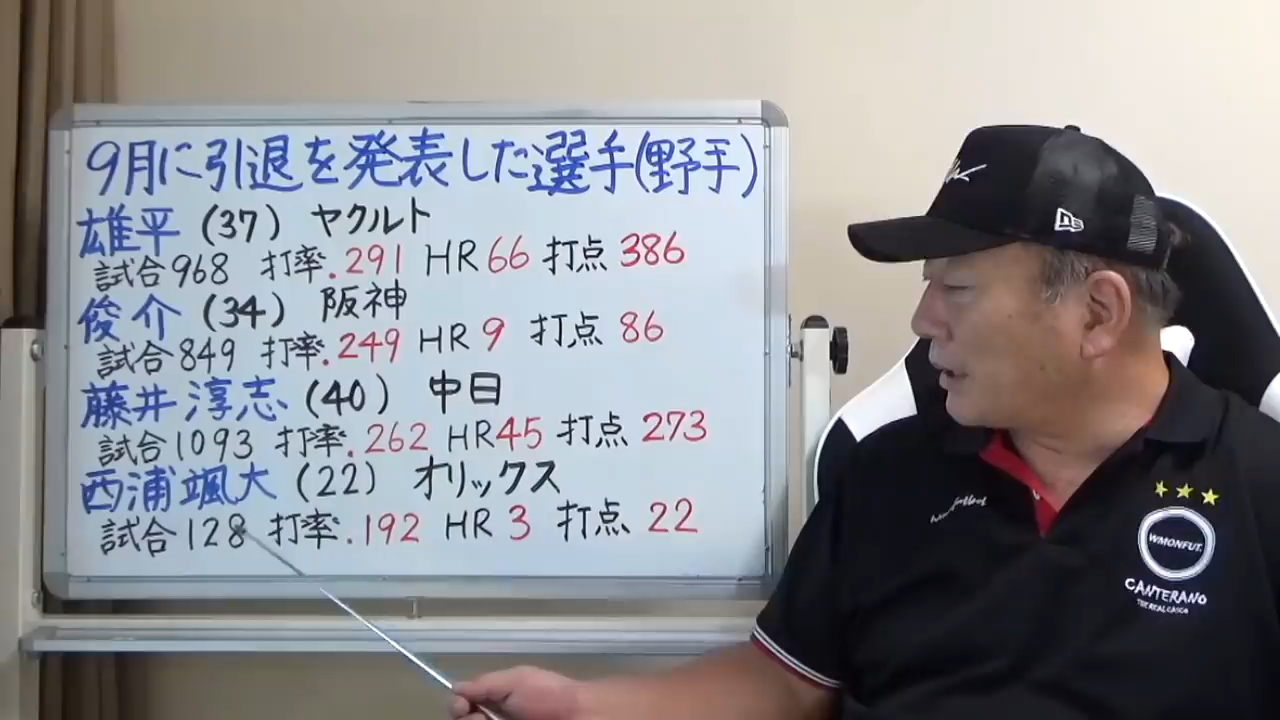 9月に引退を発表した選手(野手)
雄平(37) ヤクルト
試合968 打率.291 HR66 打点386
俊介(34) 阪神
試合849 打率.249 HR9 打点86
藤井淳志(40) 中日
試合1093 打率.262 HR45 打点273
西浦颯大(22) オリックス
試合128 打率.192 HR3 打点22
WMONFUT.
CANTERANO
THE REAL CASCO